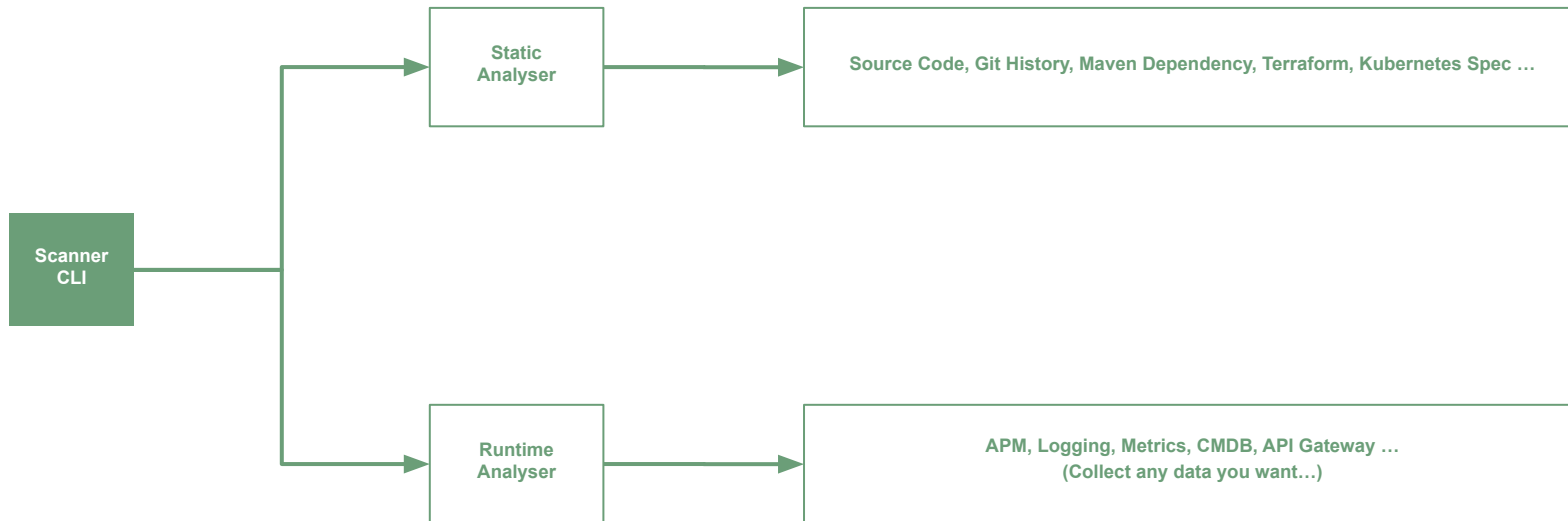 Static
Analyser
Source Code, Git History, Maven Dependency, Terraform, Kubernetes Spec …
Scanner
CLI
Runtime
Analyser
APM, Logging, Metrics, CMDB, API Gateway …
(Collect any data you want…)